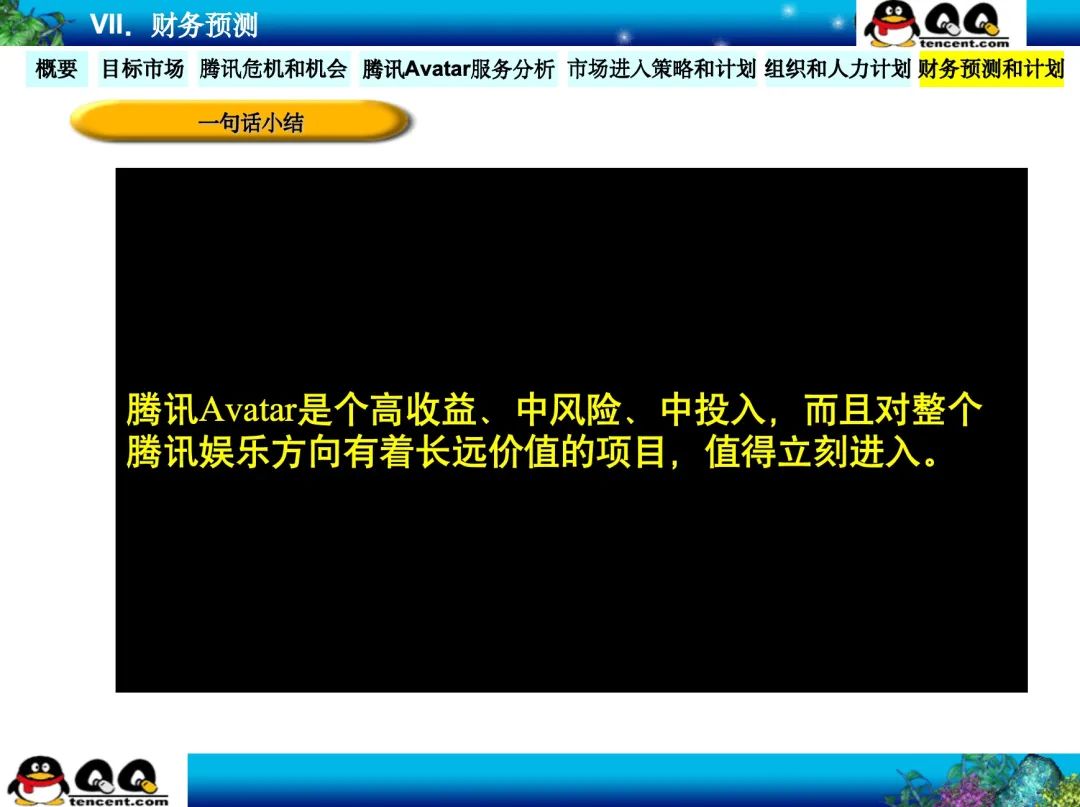 VII. 财务预测
QQ
tencent.com
概要 目标市场 腾讯危机和机会 腾讯Avatar服务分析 市场进入策略和计划 组织和人力计划 财务预测和计划
一句话小结
腾讯Avatar是个高收益、中风险、中投入，而且对整个
腾讯娱乐方向有着长远价值的项目，值得立刻进入。
QQ
tencent.com